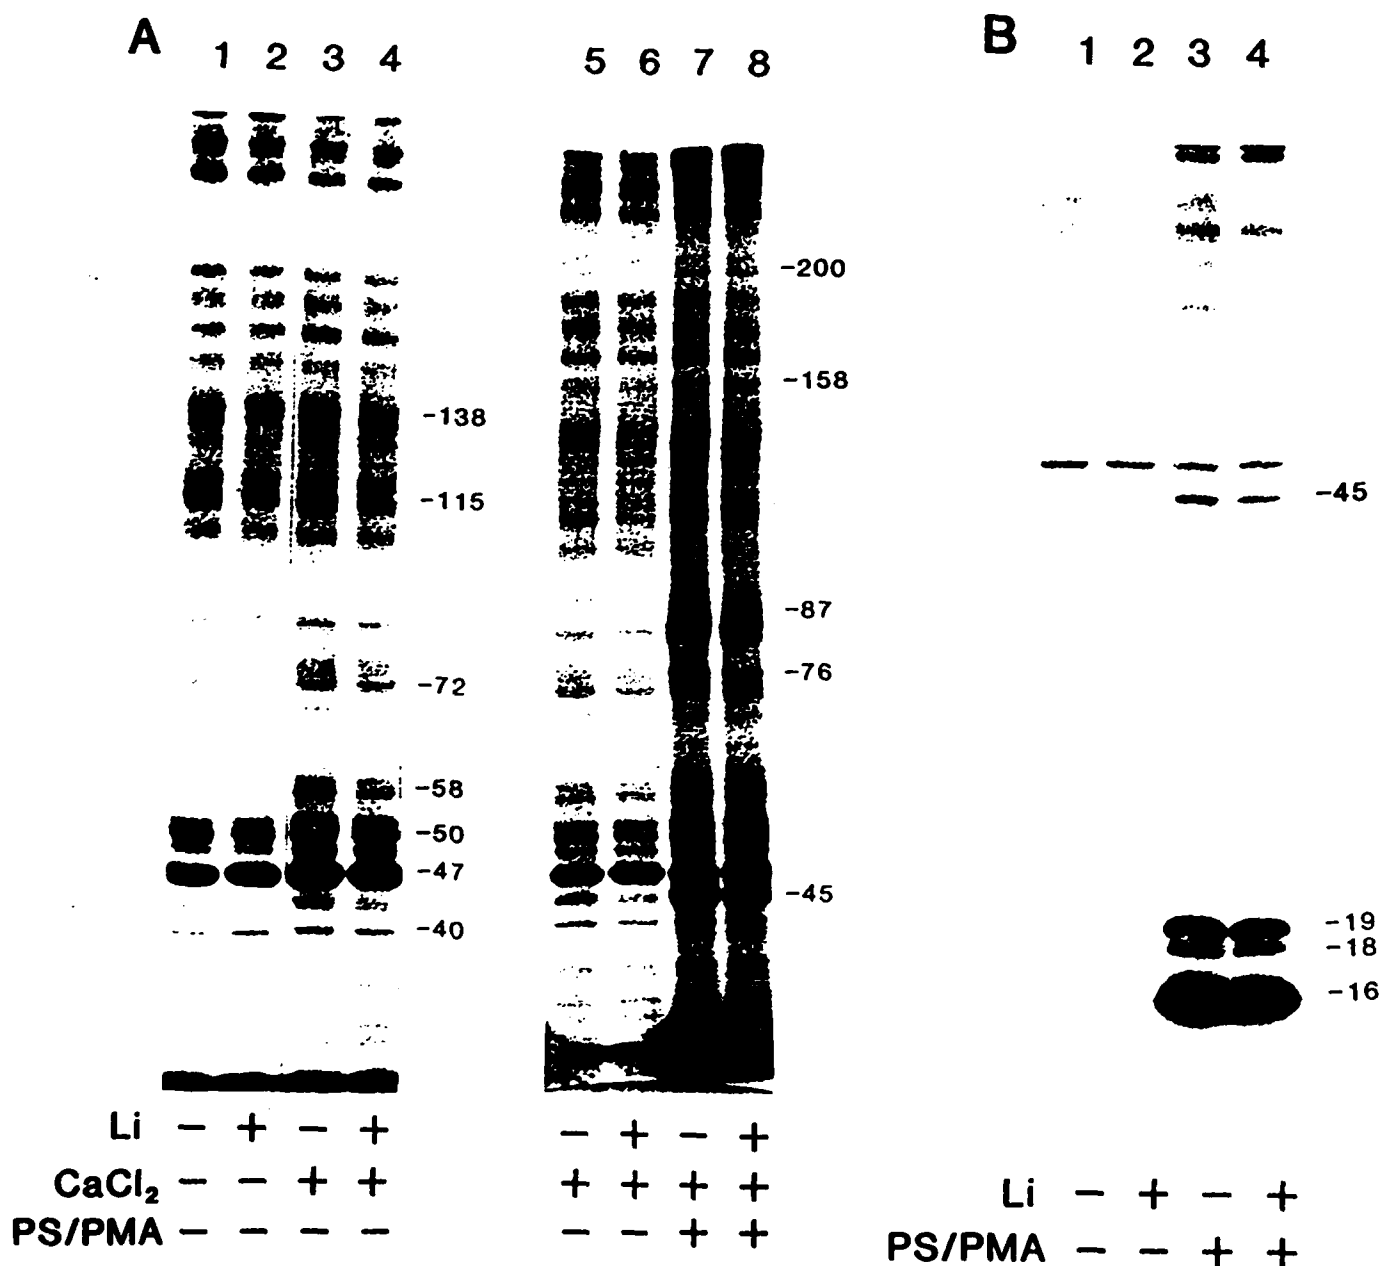 A
1 2 3 4
5 6 7 8
-138
-115
-72
-58
-50
-47
-40
-200
-158
-87
-76
-45
Li − + − + − + − +
CaCl₂ − − + + + + + +
PS/PMA − − − − − − + +
B
1 2 3 4
-45
-19
-18
-16
Li − + − +
PS/PMA − − + +